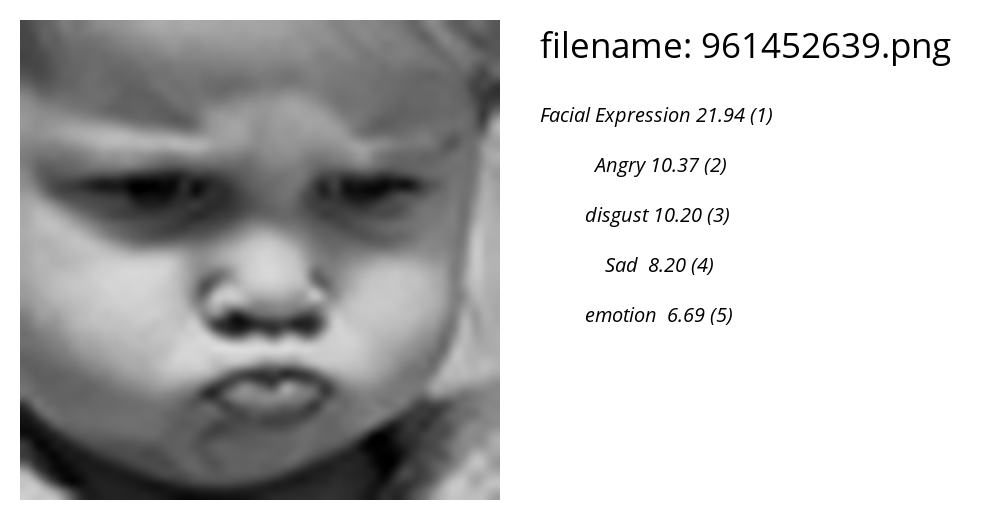 filename: 961452639.png
Facial Expression 21.94 (1)
Angry 10.37 (2)
disgust 10.20 (3)
Sad  8.20 (4)
emotion  6.69 (5)